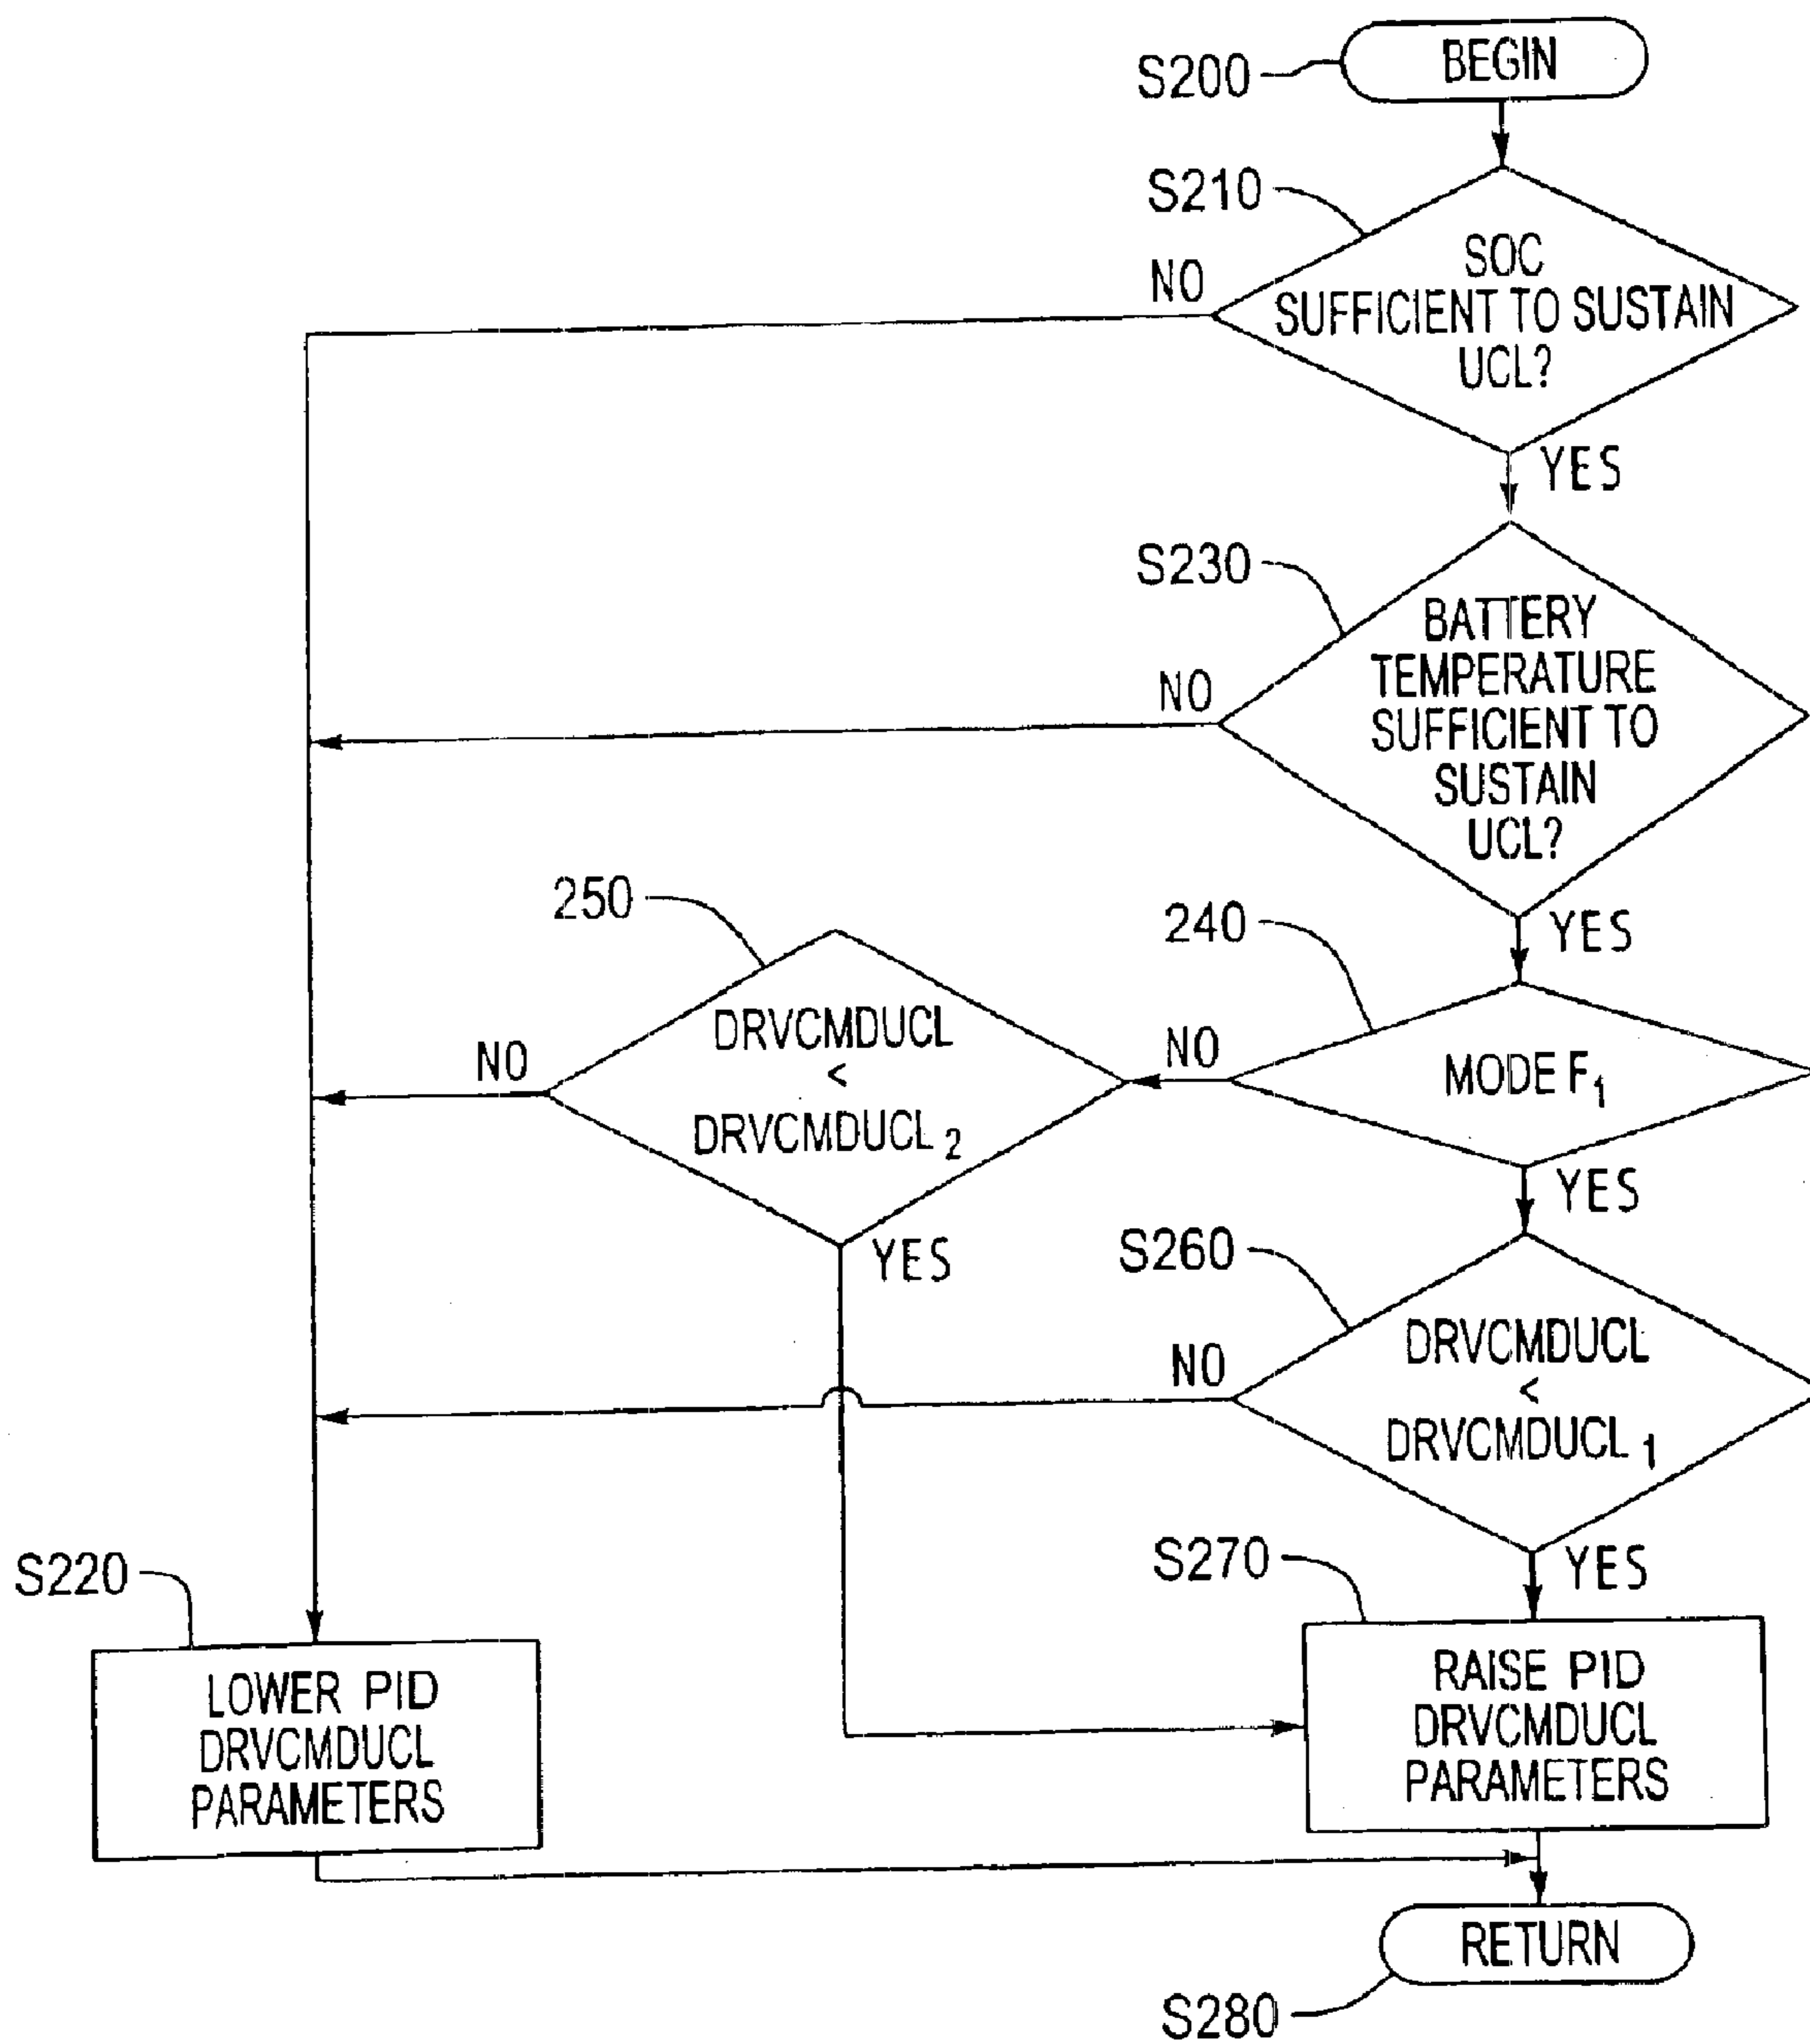 S200
BEGIN
S210
SOC
SUFFICIENT TO SUSTAIN
UCL?
NO
YES
S230
BATTERY
TEMPERATURE
SUFFICIENT TO
SUSTAIN
UCL?
NO
YES
250
240
DRVCMDUCL
<
DRVCMDUCL 2
NO
YES
MODE F1
NO
YES
S260
DRVCMDUCL
<
DRVCMDUCL 1
NO
YES
S220
LOWER PID
DRVCMDUCL
PARAMETERS
S270
RAISE PID
DRVCMDUCL
PARAMETERS
RETURN
S280